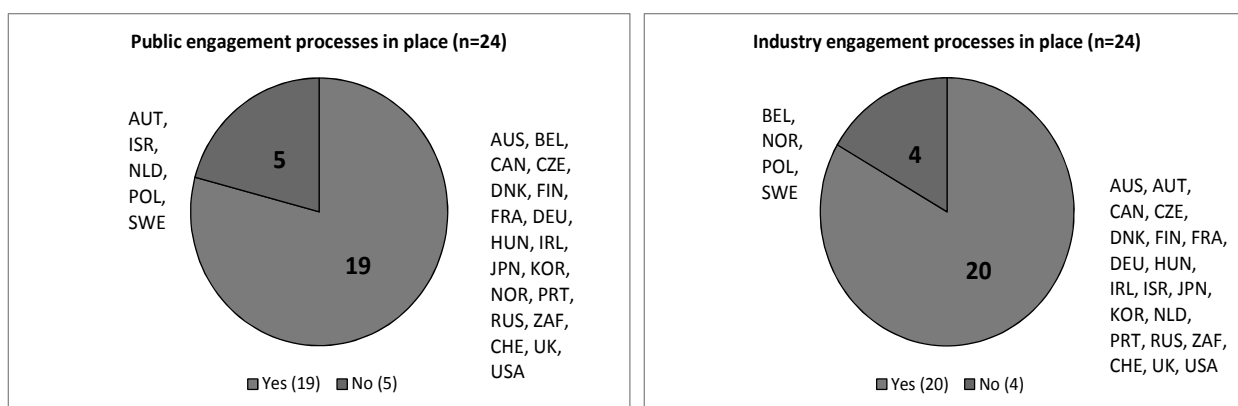 Public engagement processes in place (n=24)
AUT,
ISR,
NLD,
POL,
SWE
5
19
AUS, BEL,
CAN, CZE,
DNK, FIN,
FRA, DEU,
HUN, IRL,
JPN, KOR,
NOR, PRT,
RUS, ZAF,
CHE, UK,
USA
Yes (19) No (5)
Industry engagement processes in place (n=24)
BEL,
NOR,
POL,
SWE
4
20
AUS, AUT,
CAN, CZE,
DNK, FIN, FRA,
DEU, HUN,
IRL, ISR, JPN,
KOR, NLD,
PRT, RUS, ZAF,
CHE, UK, USA
Yes (20) No (4)